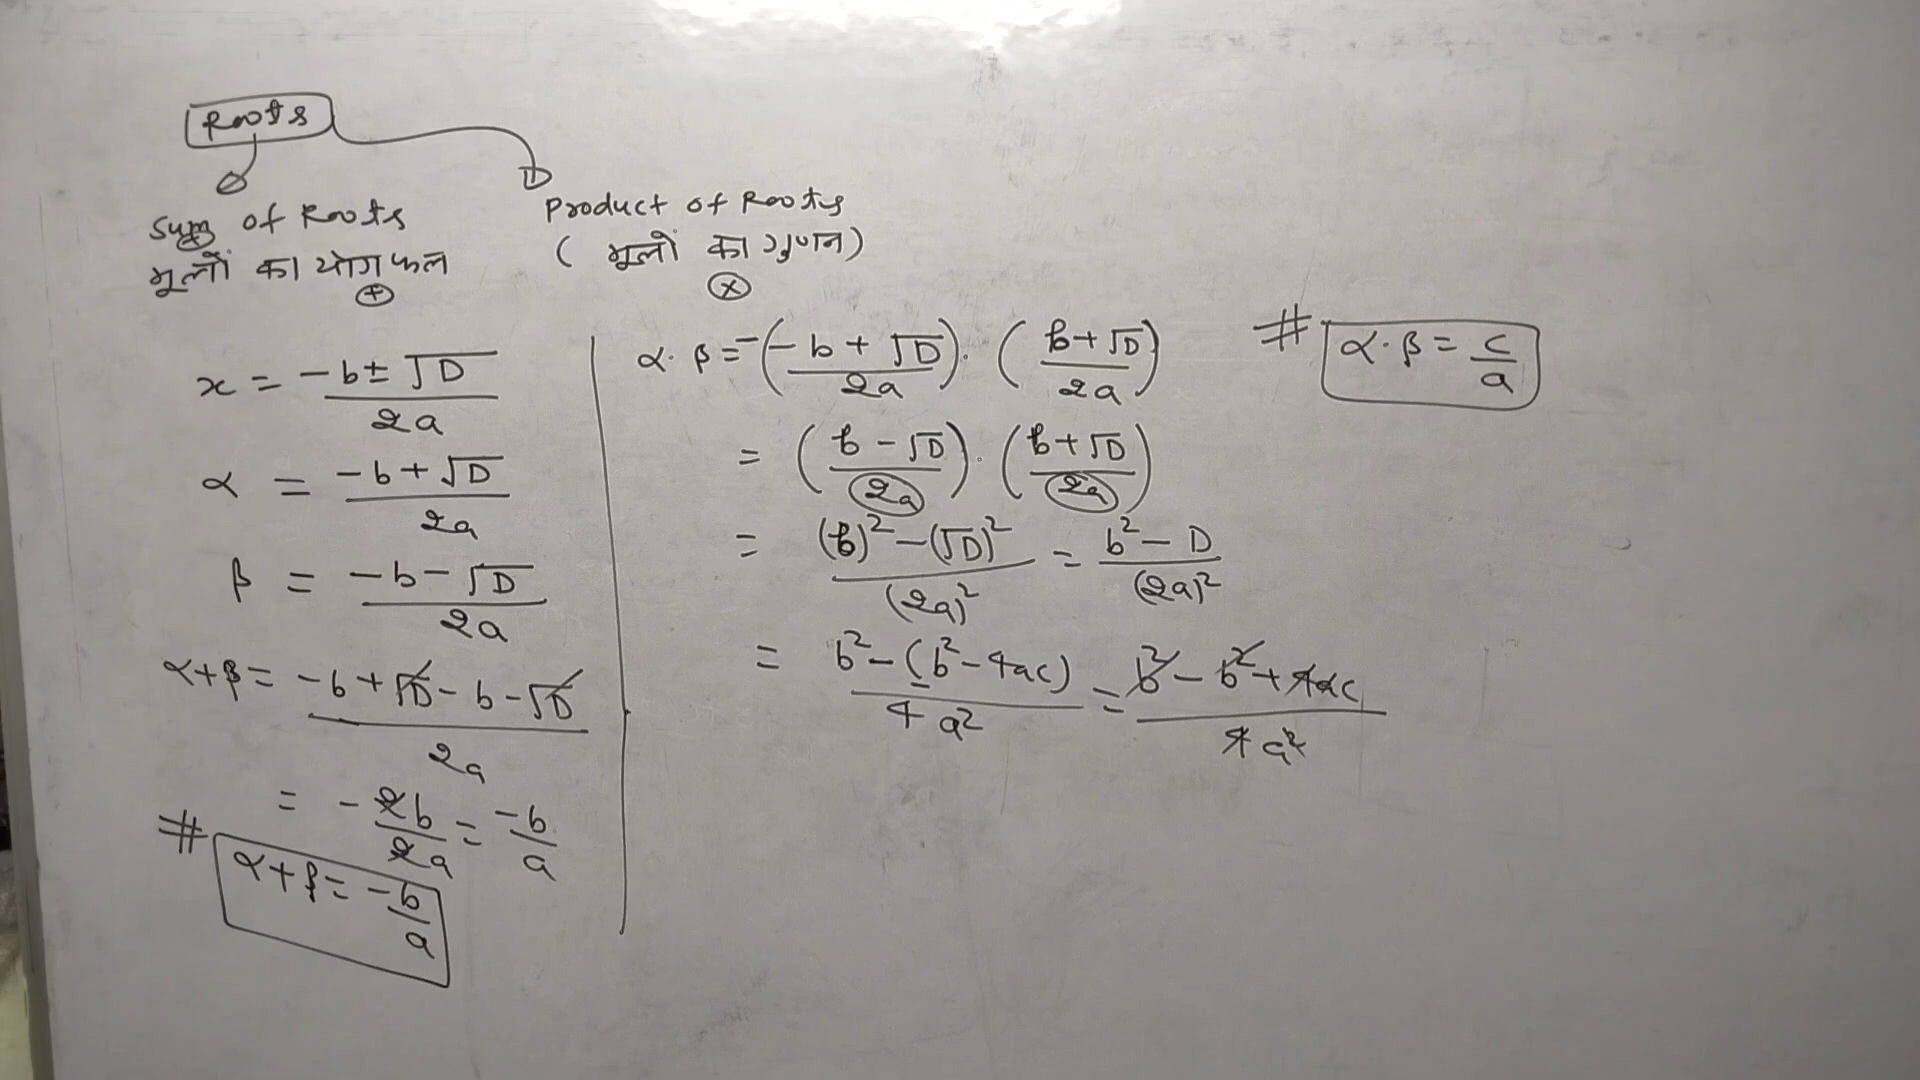 Roots
Sum of Roots
मूलों का योगफल
(+)
Product of Roots
( मूलों का गुणन )
(×)
x = -b ± √D / 2a
α = -b + √D / 2a
β = -b - √D / 2a
α+β = -b + √D - b - √D / 2a
= -2b / 2a = -b / a
# α+β = -b / a
α·β = -(-b + √D / 2a) · (b + √D / 2a)
= (b - √D / 2a) · (b + √D / 2a)
= (b)² - (√D)² / (2a)² = b² - D / (2a)²
= b² - (b² - 4ac) / 4a² = b² - b² + 4ac / 4a²
# α·β = c / a